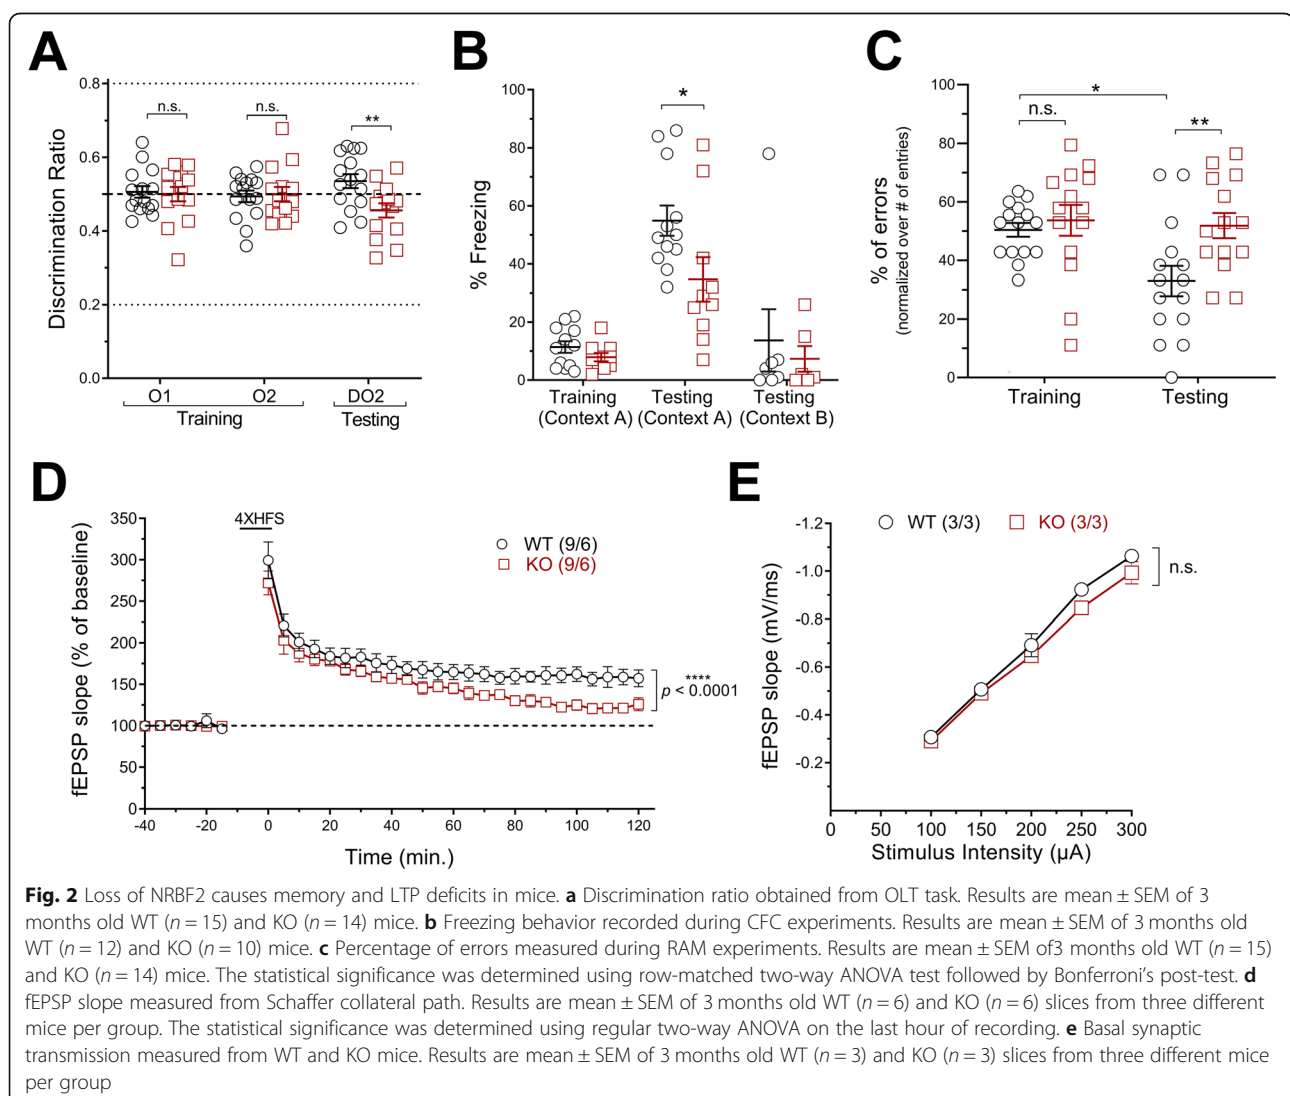 A
0.8
0.6
0.4
0.2
0.0
Discrimination Ratio
n.s.
n.s.
**
O1
O2
DO2
Training
Testing
B
100
80
60
40
20
0
% Freezing
*
Training
(Context A)
Testing
(Context A)
Testing
(Context B)
C
100
80
60
40
20
0
% of errors
(normalized over # of entries)
*
n.s.
**
Training
Testing
D
350
300
250
200
150
100
50
0
fEPSP slope (% of baseline)
4XHFS
WT (9/6)
KO (9/6)
****
p < 0.0001
-40
-20
0
20
40
60
80
100
120
Time (min.)
E
-1.2
-1.0
-0.8
-0.6
-0.4
-0.2
fEPSP slope (mV/ms)
WT (3/3)
KO (3/3)
n.s.
0
50
100
150
200
250
300
Stimulus Intensity (µA)
Fig. 2 Loss of NRBF2 causes memory and LTP deficits in mice. a Discrimination ratio obtained from OLT task. Results are mean ± SEM of 3
months old WT (n = 15) and KO (n = 14) mice. b Freezing behavior recorded during CFC experiments. Results are mean ± SEM of 3 months old
WT (n = 12) and KO (n = 10) mice. c Percentage of errors measured during RAM experiments. Results are mean ± SEM of3 months old WT (n = 15)
and KO (n = 14) mice. The statistical significance was determined using row-matched two-way ANOVA test followed by Bonferroni's post-test. d
fEPSP slope measured from Schaffer collateral path. Results are mean ± SEM of 3 months old WT (n = 6) and KO (n = 6) slices from three different
mice per group. The statistical significance was determined using regular two-way ANOVA on the last hour of recording. e Basal synaptic
transmission measured from WT and KO mice. Results are mean ± SEM of 3 months old WT (n = 3) and KO (n = 3) slices from three different mice
per group